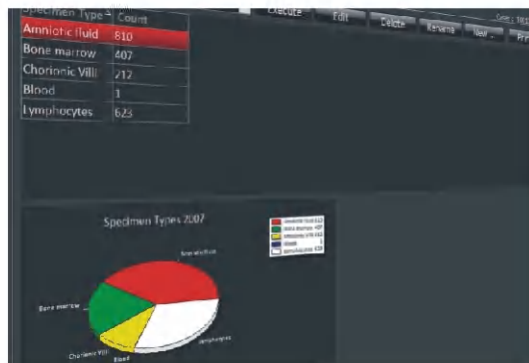 Specimen Type Count
Execute Edit Delete Rename New
Amniotic fluid 810
Bone marrow 407
Chorionic Villi 212
Blood 1
Lymphocytes 623
Specimen Types 2007
Bone marrow
Chorionic Villi
Blood
Lymphocytes